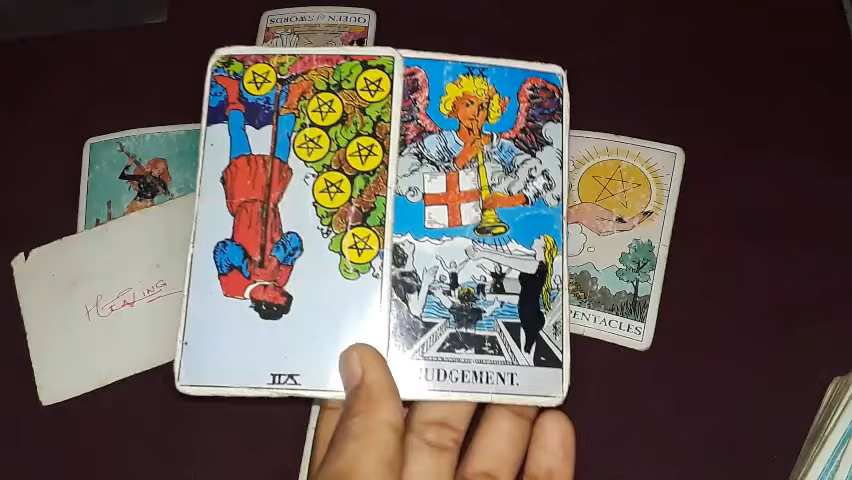 QUEEN of SWORDS
HEALING
VII
JUDGEMENT.
PENTACLES